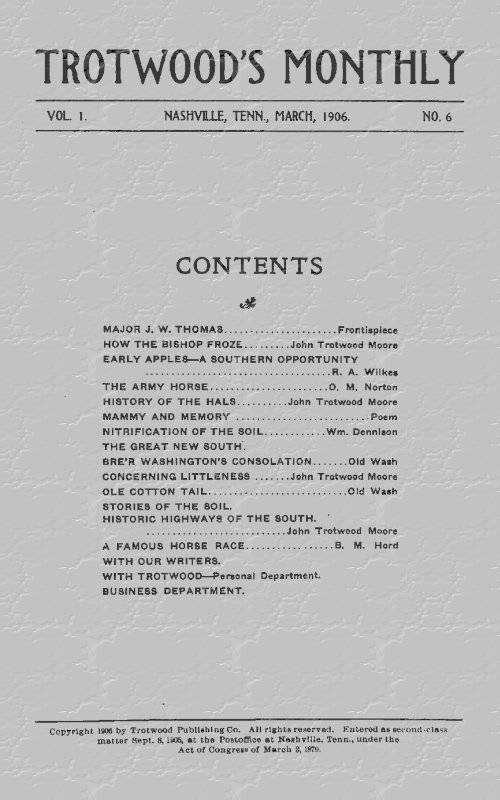 TROTWOOD'S MONTHLY
VOL. 1. NASHVILLE, TENN., MARCH, 1906. NO. 6
CONTENTS
MAJOR J. W. THOMAS......................Frontispiece
HOW THE BISHOP FROZE.........John Trotwood Moore
EARLY APPLES—A SOUTHERN OPPORTUNITY
...................................R. A. Wilkes
THE ARMY HORSE......................O. M. Norton
HISTORY OF THE HALS..........John Trotwood Moore
MAMMY AND MEMORY ..........................Poem
NITRIFICATION OF THE SOIL............Wm. Dennison
THE GREAT NEW SOUTH.
BRE'R WASHINGTON'S CONSOLATION.......Old Wash
CONCERNING LITTLENESS .......John Trotwood Moore
OLE COTTON TAIL...........................Old Wash
STORIES OF THE SOIL.
HISTORIC HIGHWAYS OF THE SOUTH.
...........................John Trotwood Moore
A FAMOUS HORSE RACE.................B. M. Hord
WITH OUR WRITERS.
WITH TROTWOOD—Personal Department.
BUSINESS DEPARTMENT.
Copyright 1906 by Trotwood Publishing Co. All rights reserved. Entered as second-class
matter Sept. 8, 1905, at the Postoffice at Nashville, Tenn., under the
Act of Congress of March 3, 1879.